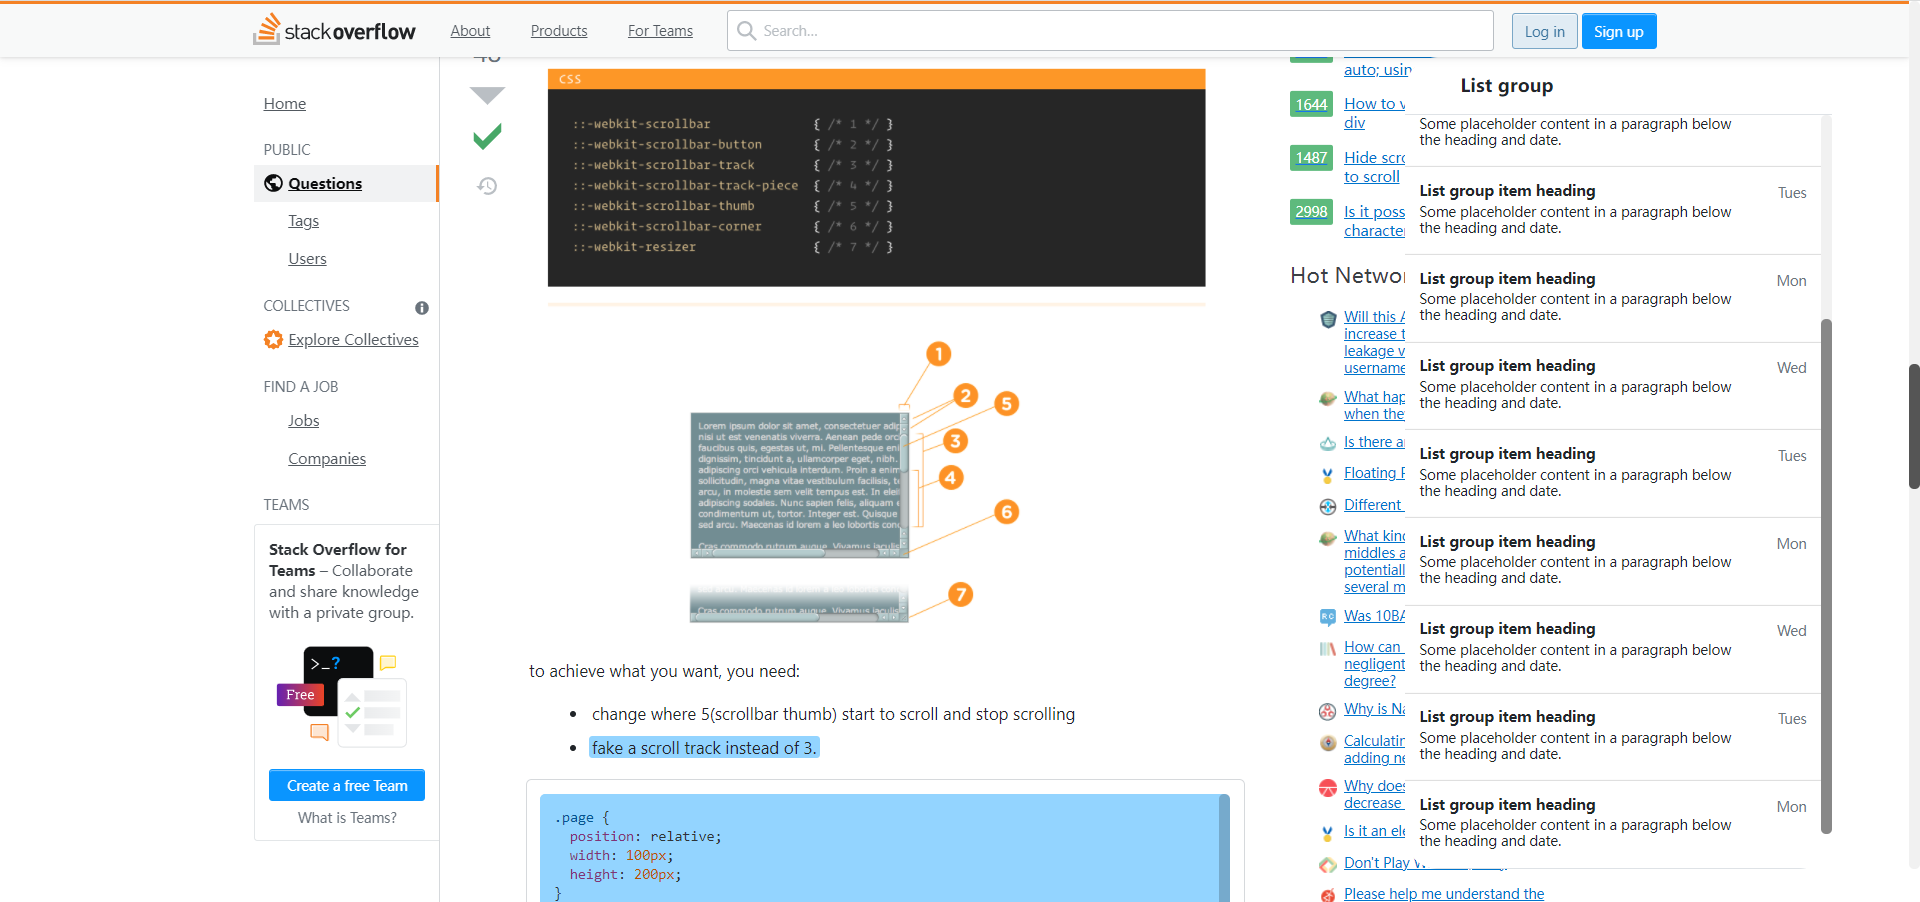 stack overflow
About
Products
For Teams
Search...
Log in
Sign up
Home
PUBLIC
Questions
Tags
Users
COLLECTIVES
Explore Collectives
FIND A JOB
Jobs
Companies
TEAMS
Stack Overflow for
Teams – Collaborate
and share knowledge
with a private group.
>_?
Free
Create a free Team
What is Teams?
CSS
::-webkit-scrollbar { /* 1 */ }
::-webkit-scrollbar-button { /* 2 */ }
::-webkit-scrollbar-track { /* 3 */ }
::-webkit-scrollbar-track-piece { /* 4 */ }
::-webkit-scrollbar-thumb { /* 5 */ }
::-webkit-scrollbar-corner { /* 6 */ }
::-webkit-resizer { /* 7 */ }
1
2
5
3
4
6
7
Lorem ipsum dolor sit amet, consectetuer adip
nisi ut est venenatis viverra. Aenean pede orc
faucibus quis, egestas ut, mi. Pellentesque eni
dignissim, tincidunt a, ullamcorper eget, nibh.
adipiscing orci vehicula interdum. Proin a enim
sollicitudin, magna vitae vestibulum facilisis, t
arcu, in molestie sem velit tempus est. In elei
adipiscing sodales. Nunc sapien felis, aliquam
condimentum ut, tortor. Integer est. Quisque
sed arcu. Maecenas id lorem a leo lobortis con
Cras commodo rutrum augue. Vivamus iaculis
Cras commodo rutrum augue. Vivamus iaculis
to achieve what you want, you need:
• change where 5(scrollbar thumb) start to scroll and stop scrolling
• fake a scroll track instead of 3.
.page {
position: relative;
width: 100px;
height: 200px;
}
auto; usin
1644 How to v
div
1487 Hide scro
to scroll
2998 Is it poss
character
Hot Networ
Will this A
increase t
leakage v
username
What hap
when the
Is there a
Floating
Different
What kind
middles a
potentiall
several m
Was 10BA
How can
negligent
degree?
Why is Na
Calculatin
adding ne
Why does
decrease
Is it an ele
Don't Play
Please help me understand the
List group
Some placeholder content in a paragraph below
the heading and date.
List group item heading Tues
Some placeholder content in a paragraph below
the heading and date.
List group item heading Mon
Some placeholder content in a paragraph below
the heading and date.
List group item heading Wed
Some placeholder content in a paragraph below
the heading and date.
List group item heading Tues
Some placeholder content in a paragraph below
the heading and date.
List group item heading Mon
Some placeholder content in a paragraph below
the heading and date.
List group item heading Wed
Some placeholder content in a paragraph below
the heading and date.
List group item heading Tues
Some placeholder content in a paragraph below
the heading and date.
List group item heading Mon
Some placeholder content in a paragraph below
the heading and date.